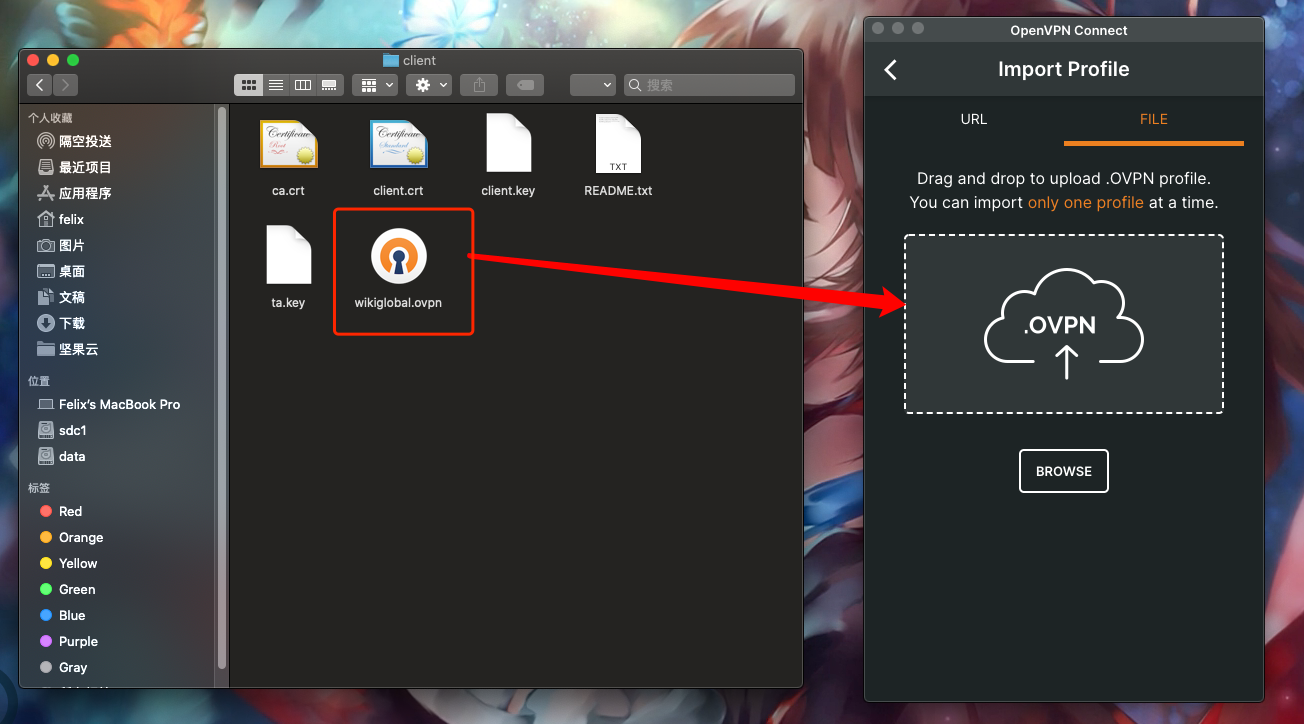 client
搜索
个人收藏
隔空投送
最近项目
应用程序
felix
图片
桌面
文稿
下载
坚果云
位置
Felix's MacBook Pro
sdc1
data
标签
Red
Orange
Yellow
Green
Blue
Purple
Gray
Certificate
Root
Certificate
Standard
TXT
ca.crt
client.crt
client.key
README.txt
ta.key
wikiglobal.ovpn
OpenVPN Connect
Import Profile
URL
FILE
Drag and drop to upload .OVPN profile.
You can import only one profile at a time.
.OVPN
BROWSE